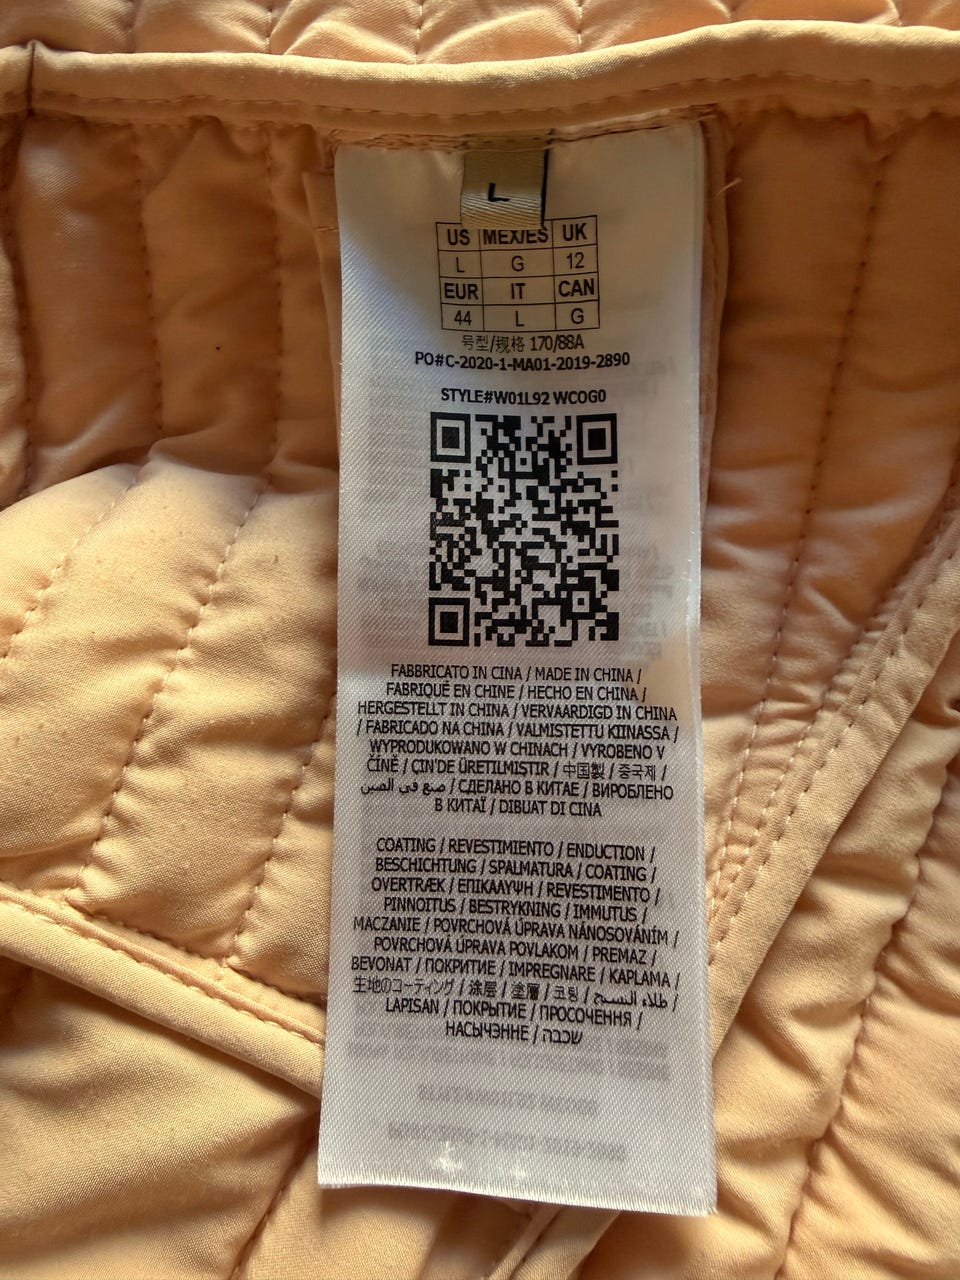 L
US MEX/ES UK
L G 12
EUR IT CAN
44 L G
号型/规格 170/88A
PO#C-2020-1-MA01-2019-2890
STYLE#W01L92 WCOG0
FABBRICATO IN CINA / MADE IN CHINA /
FABRIQUÉ EN CHINE / HECHO EN CHINA /
HERGESTELLT IN CHINA / VERVAARDIGD IN CHINA
/ FABRICADO NA CHINA / VALMISTETTU KIINASSA /
WYPRODUKOWANO W CHINACH / VYROBENO V
ČÍNĚ / ÇIN'DE ÜRETILMISTIR / 中国製 / 중국제 /
صنع في الصين / СДЕЛАНО В КИТАЕ / ВИРОБЛЕНО
В КИТАЇ / DIBUAT DI CINA
COATING / REVESTIMIENTO / ENDUCTION /
BESCHICHTUNG / SPALMATURA / COATING /
OVERTRÆK / ΕΠΙΚΑΛΥΨΗ / REVESTIMENTO /
PINNOITUS / BESTRYKNING / IMMUTUS /
MACZANIE / POVRCHOVÁ ÚPRAVA NÁNOSOVÁNÍM /
POVRCHOVÁ ÚPRAVA POVLAKOM / PREMAZ /
BEVONAT / ПОКРИТИЕ / IMPREGNARE / KAPLAMA /
生地のコーティング / 涂层 / 塗層 / 코팅 / طلاء النسيج /
LAPISAN / ПОКРЫТИЕ / ПРОСОЧЕННЯ /
НАСЫЧЭННЕ / שכבה